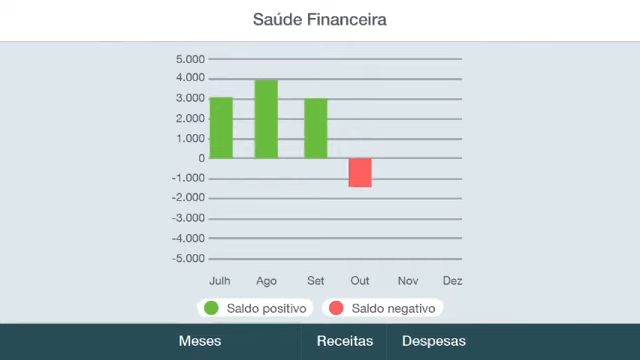 Saúde Financeira
5.000
4.000
3.000
2.000
1.000
0
-1.000
-2.000
-3.000
-4.000
-5.000
Julh Ago Set Out Nov Dez
Saldo positivo Saldo negativo
Meses Receitas Despesas